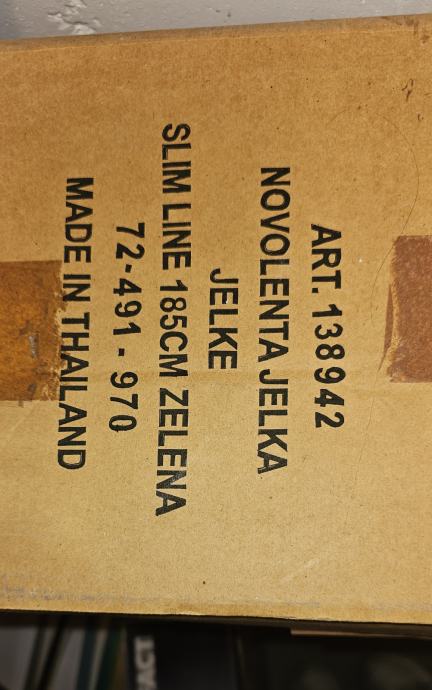 ART. 138942
NOVOLENTA JELKA
JELKE
SLIM LINE 185CM ZELENA
72-491-970
MADE IN THAILAND